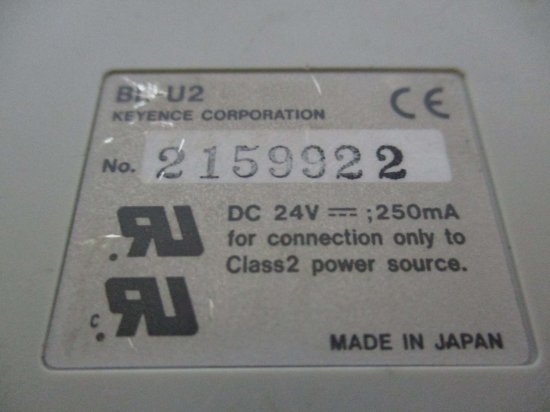 BL-U2
KEYENCE CORPORATION
CE
No. 2159922
DC 24V ⎓ ;250mA
for connection only to
Class2 power source.
c
MADE IN JAPAN